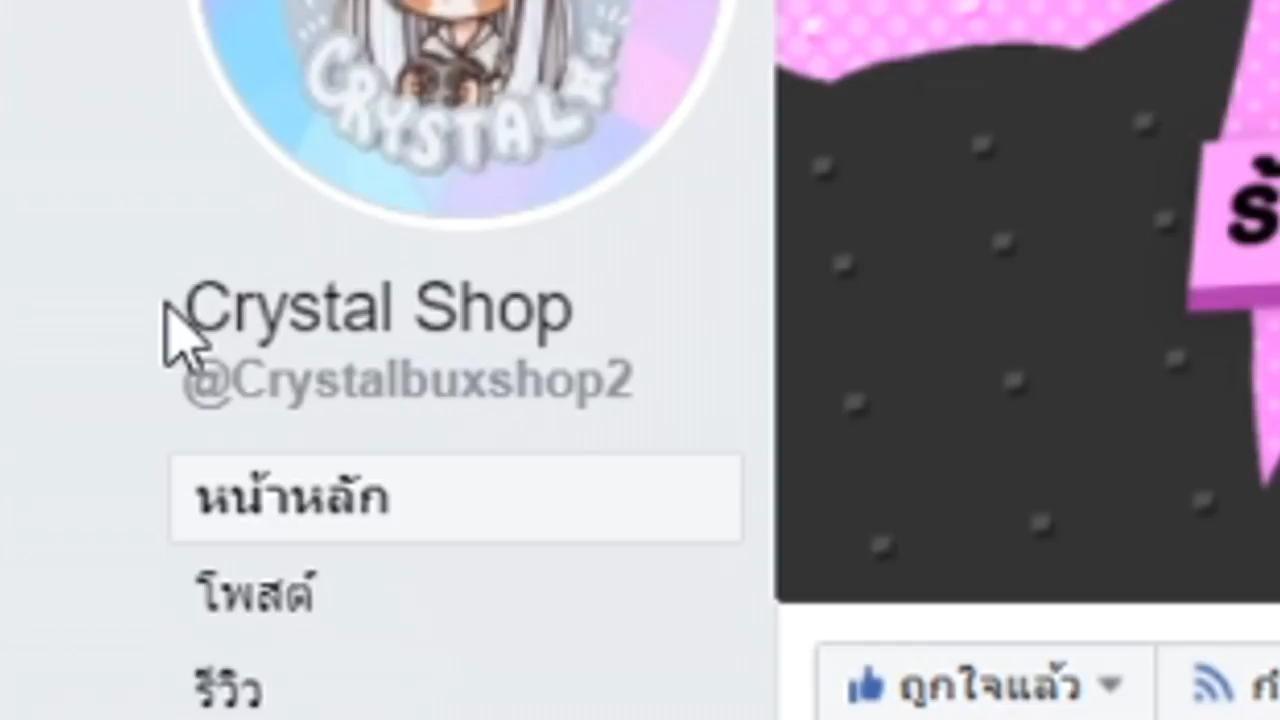 CRYSTAL
Crystal Shop
@Crystalbuxshop2
หน้าหลัก
โพสต์
รีวิว
ถูกใจแล้ว